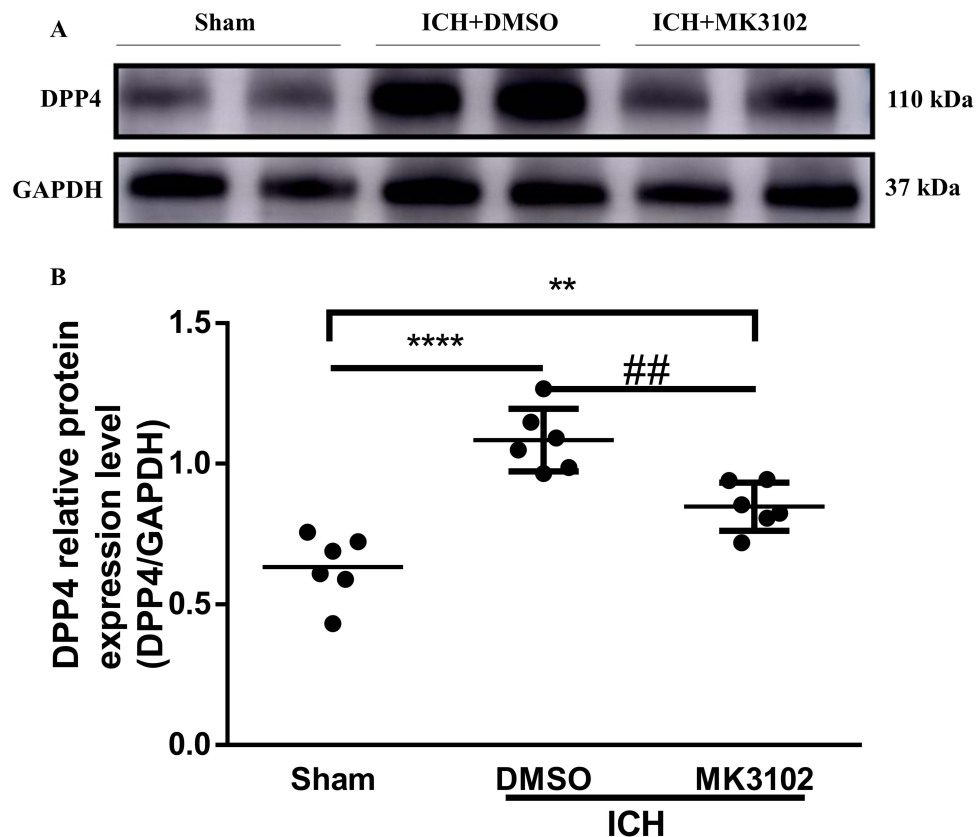 A
Sham
ICH+DMSO
ICH+MK3102
DPP4
110 kDa
GAPDH
37 kDa
B
**
****
##
DPP4 relative protein
expression level
(DPP4/GAPDH)
1.5
1.0
0.5
0.0
Sham
DMSO
MK3102
ICH